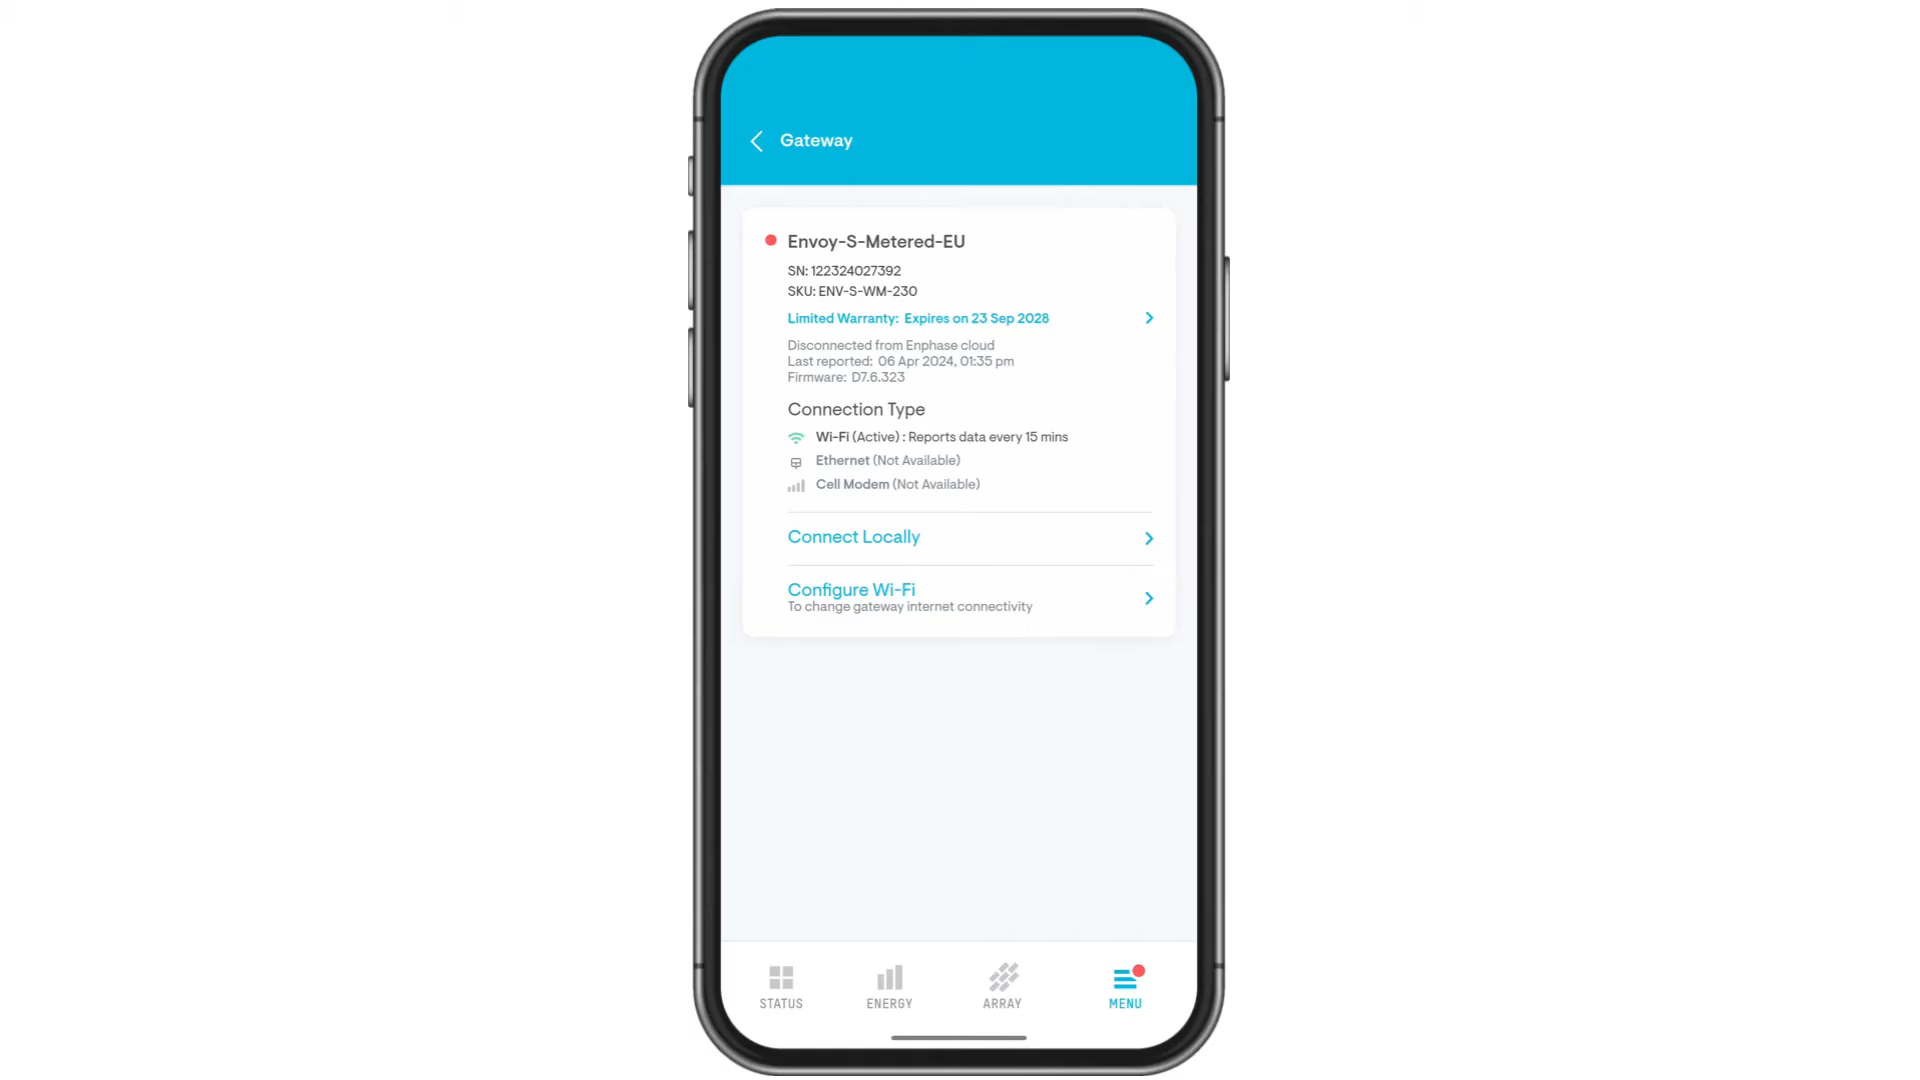 Gateway
Envoy-S-Metered-EU
SN: 122324027392
SKU: ENV-S-WM-230
Limited Warranty: Expires on 23 Sep 2028
Disconnected from Enphase cloud
Last reported: 06 Apr 2024, 01:35 pm
Firmware: D7.6.323
Connection Type
Wi-Fi (Active) : Reports data every 15 mins
Ethernet (Not Available)
Cell Modem (Not Available)
Connect Locally
Configure Wi-Fi
To change gateway internet connectivity
STATUS ENERGY ARRAY MENU